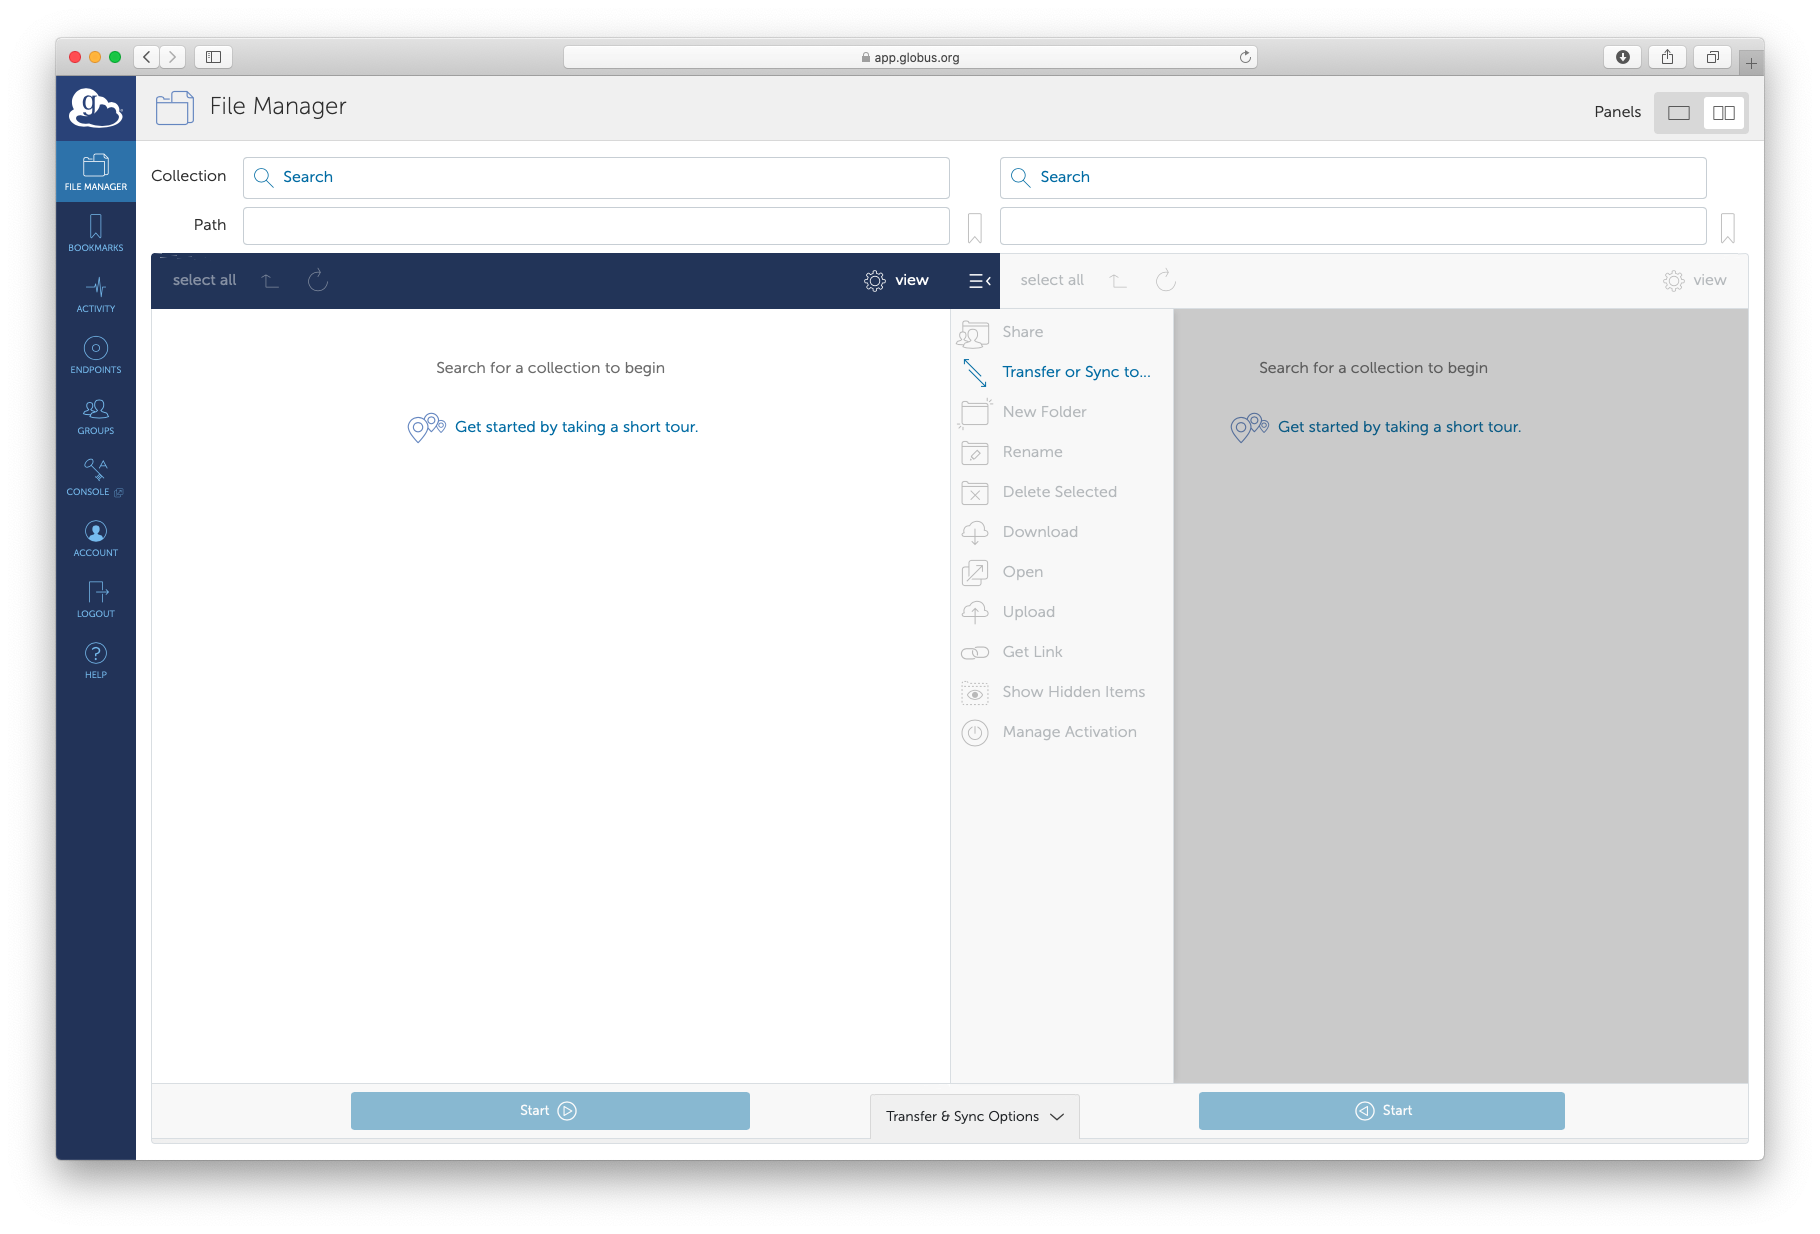 app.globus.org
g
File Manager
Panels
FILE MANAGER
BOOKMARKS
ACTIVITY
ENDPOINTS
GROUPS
CONSOLE
ACCOUNT
LOGOUT
HELP
Collection
Search
Search
Path
select all
view
select all
view
Search for a collection to begin
Get started by taking a short tour.
Share
Transfer or Sync to...
New Folder
Rename
Delete Selected
Download
Open
Upload
Get Link
Show Hidden Items
Manage Activation
Search for a collection to begin
Get started by taking a short tour.
Start
Transfer & Sync Options
Start